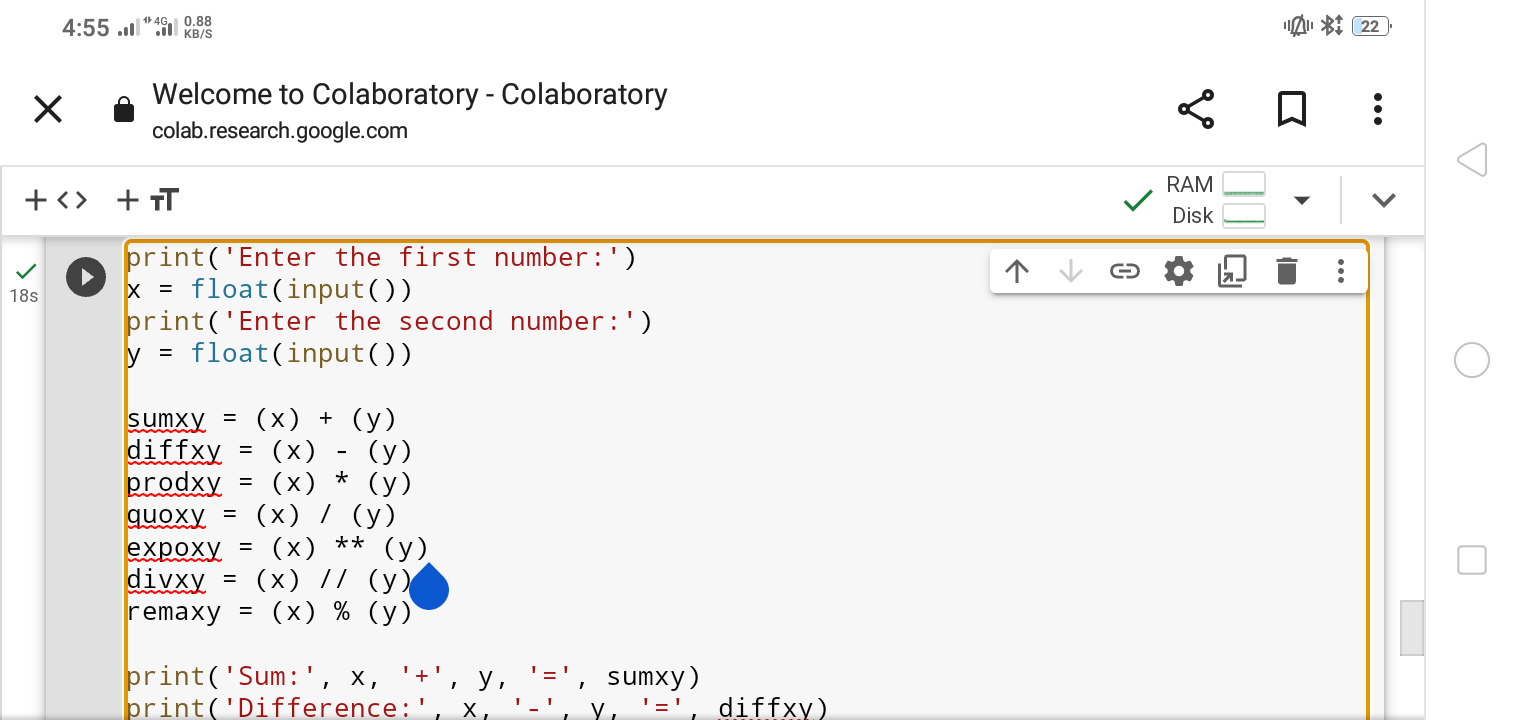 4:55 4G 0.88 KB/S 22
Welcome to Colaboratory - Colaboratory
colab.research.google.com
RAM
Disk
18s
print('Enter the first number:')
x = float(input())
print('Enter the second number:')
y = float(input())
sumxy = (x) + (y)
diffxy = (x) - (y)
prodxy = (x) * (y)
quoxy = (x) / (y)
expoxy = (x) ** (y)
divxy = (x) // (y)
remaxy = (x) % (y)
print('Sum:', x, '+', y, '=', sumxy)
print('Difference:', x, '-', y, '=', diffxy)